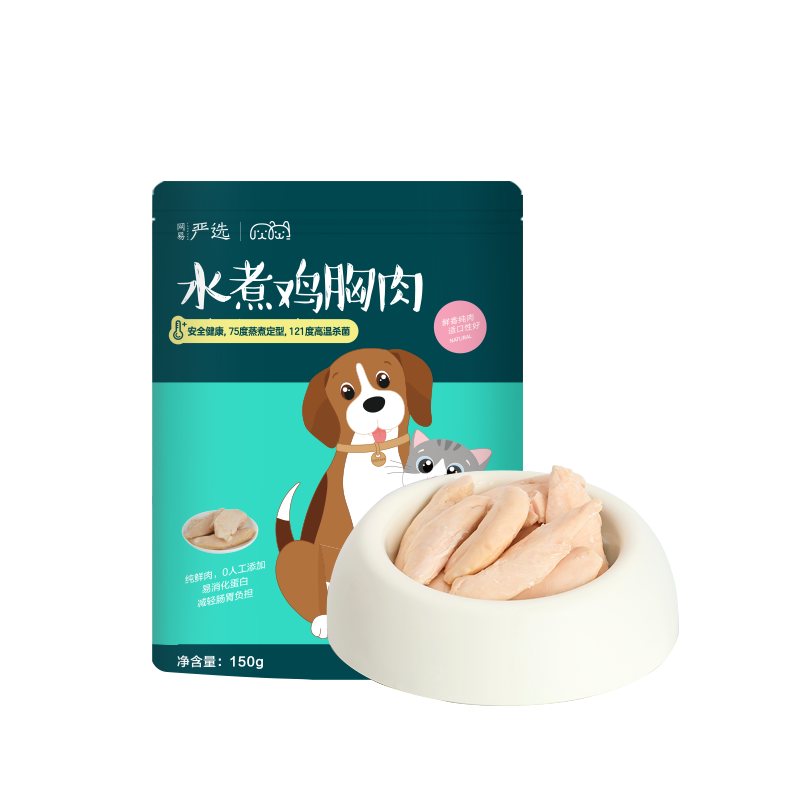 网易 严选
水煮鸡胸肉
安全健康, 75度蒸煮定型, 121度高温杀菌
鲜香纯肉
适口性好
NATURAL
纯鲜肉，0人工添加
易消化蛋白
减轻肠胃负担
净含量：150g